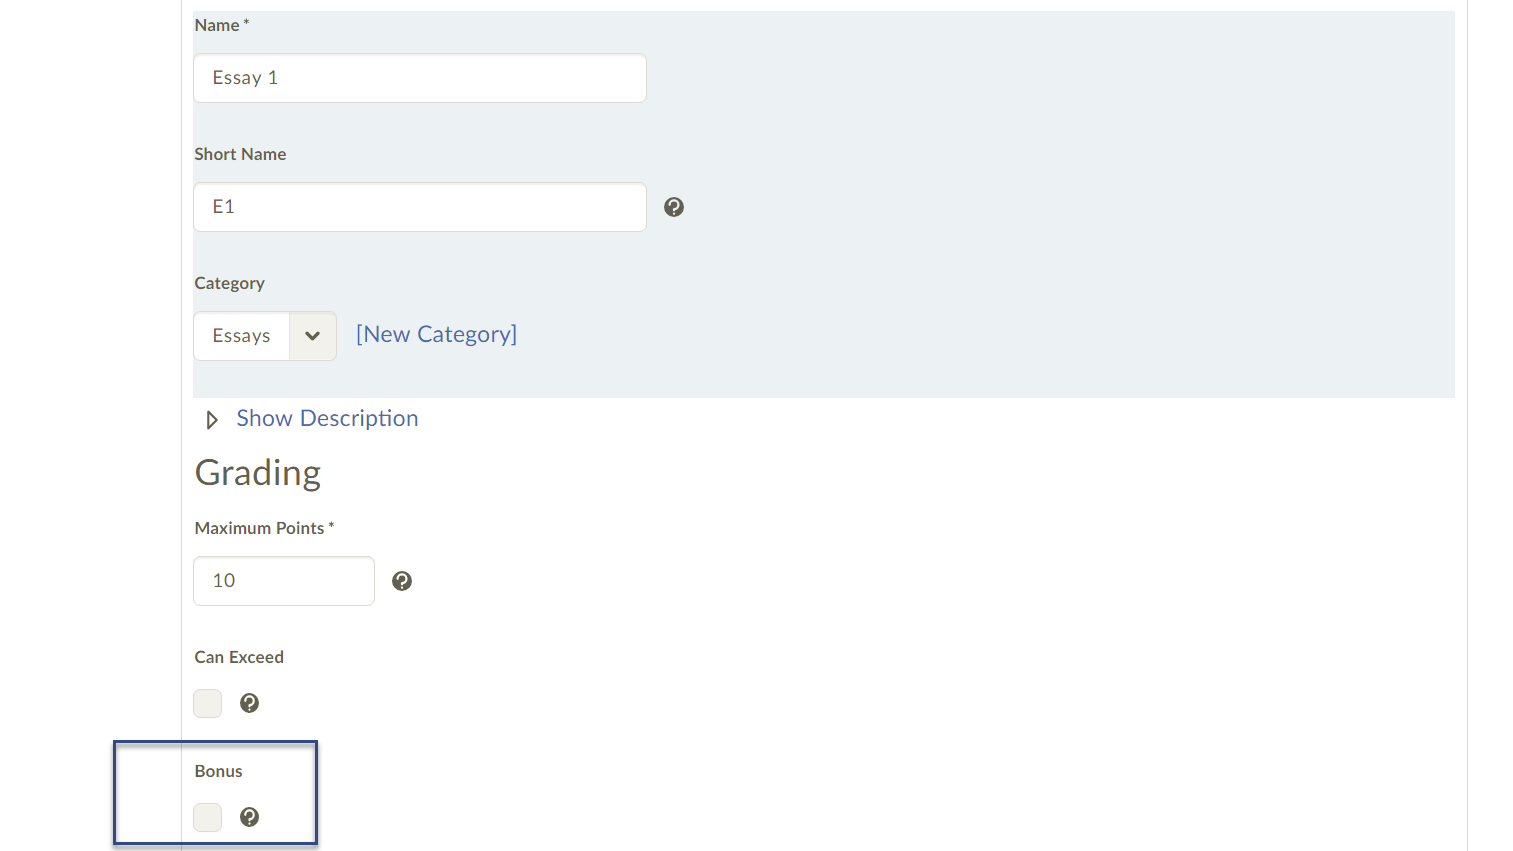 Name *
Essay 1
Short Name
E1
Category
Essays [New Category]
Show Description
Grading
Maximum Points *
10
Can Exceed
Bonus